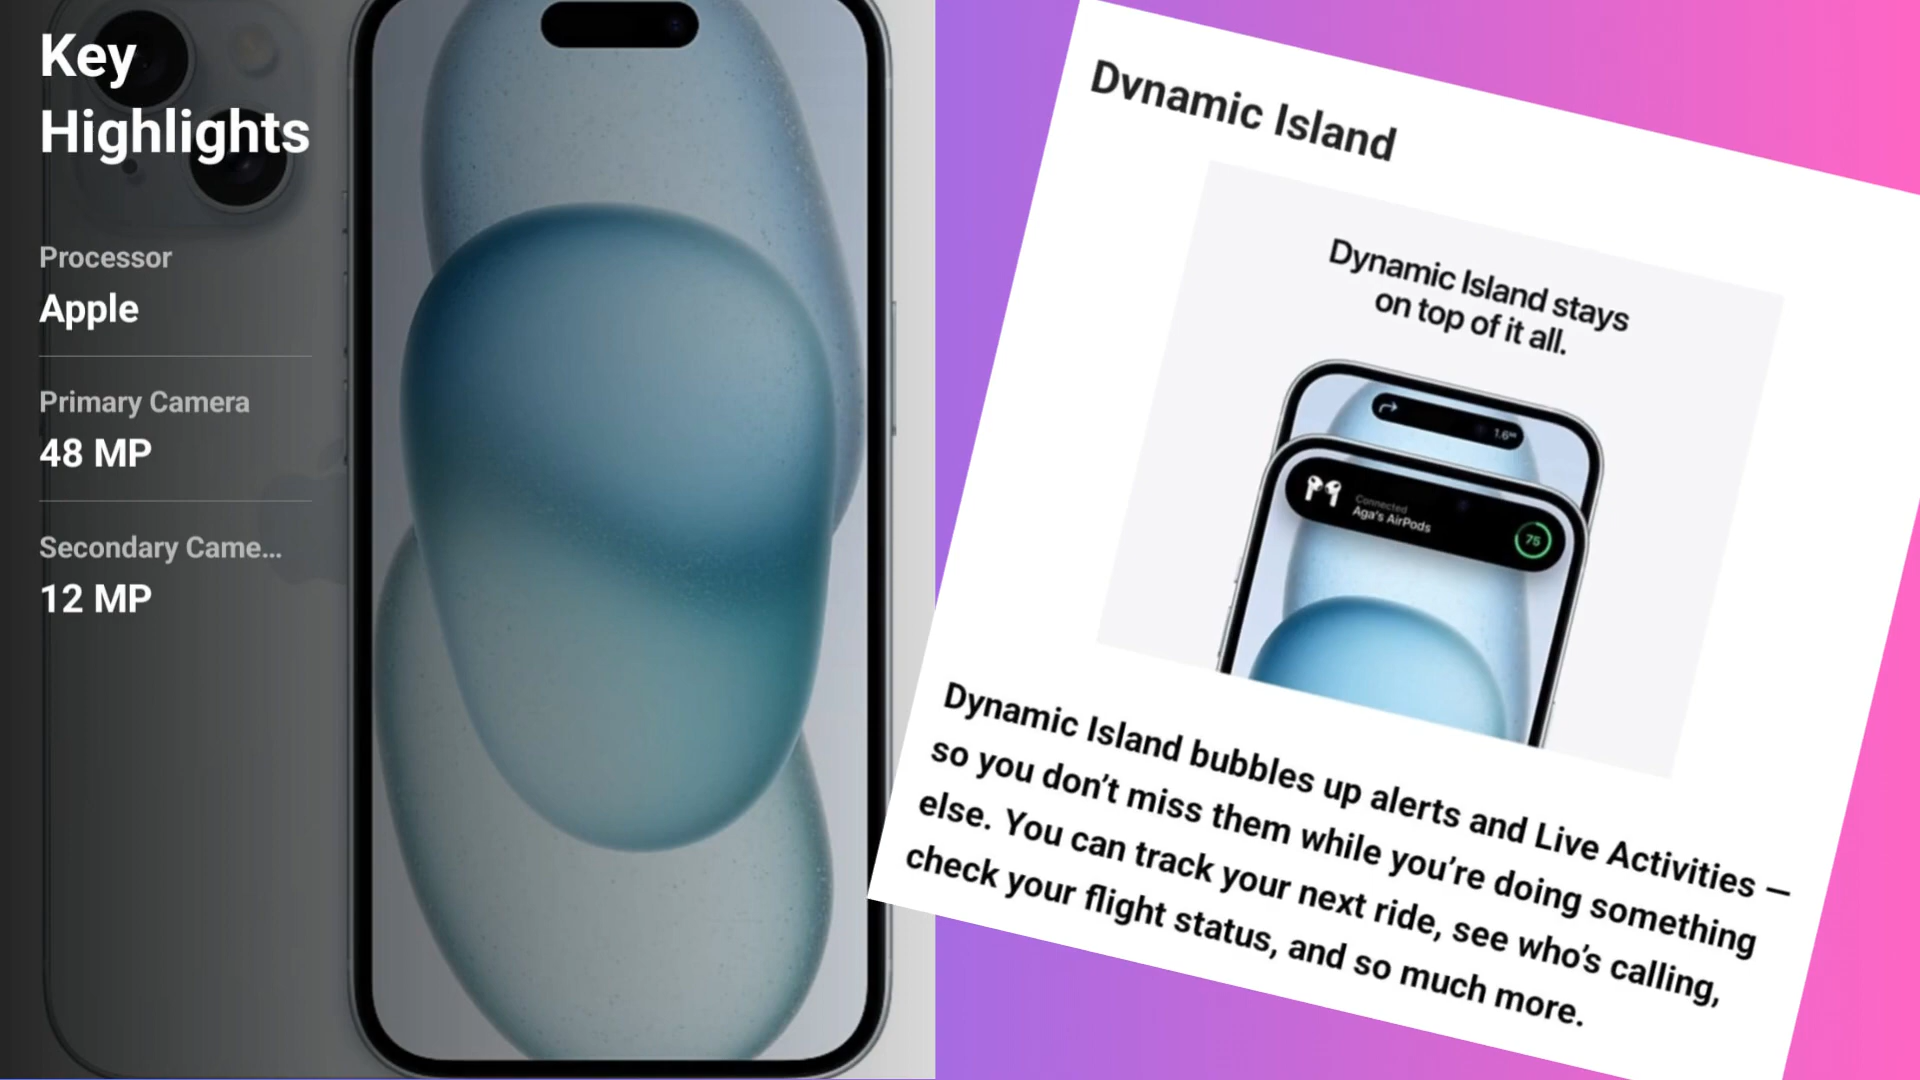 Key
Highlights
Processor
Apple
Primary Camera
48 MP
Secondary Came...
12 MP
Dynamic Island
Dynamic Island stays
on top of it all.
1.6
Connected
Aga's AirPods
75
Dynamic Island bubbles up alerts and Live Activities —
so you don't miss them while you're doing something
else. You can track your next ride, see who's calling,
check your flight status, and so much more.